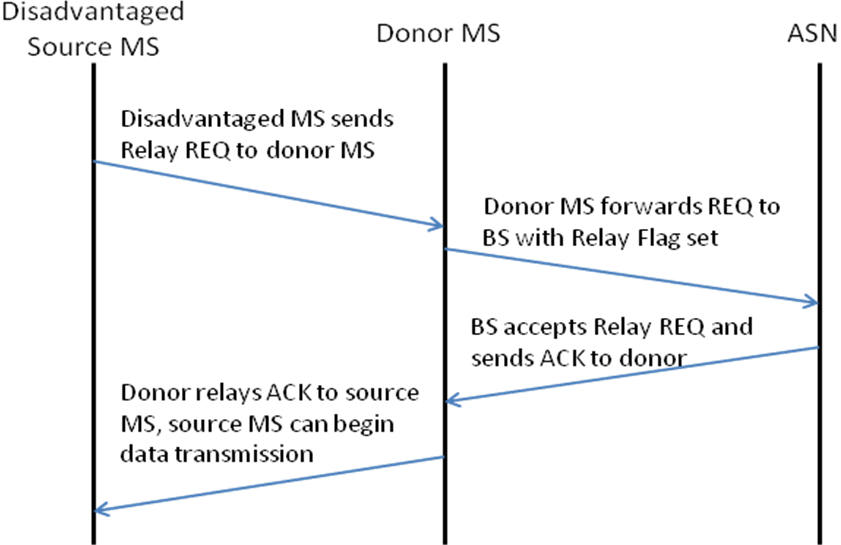 Disadvantaged
Source MS
Donor MS
ASN
Disadvantaged MS sends
Relay REQ to donor MS
Donor MS forwards REQ to
BS with Relay Flag set
BS accepts Relay REQ and
sends ACK to donor
Donor relays ACK to source
MS, source MS can begin
data transmission